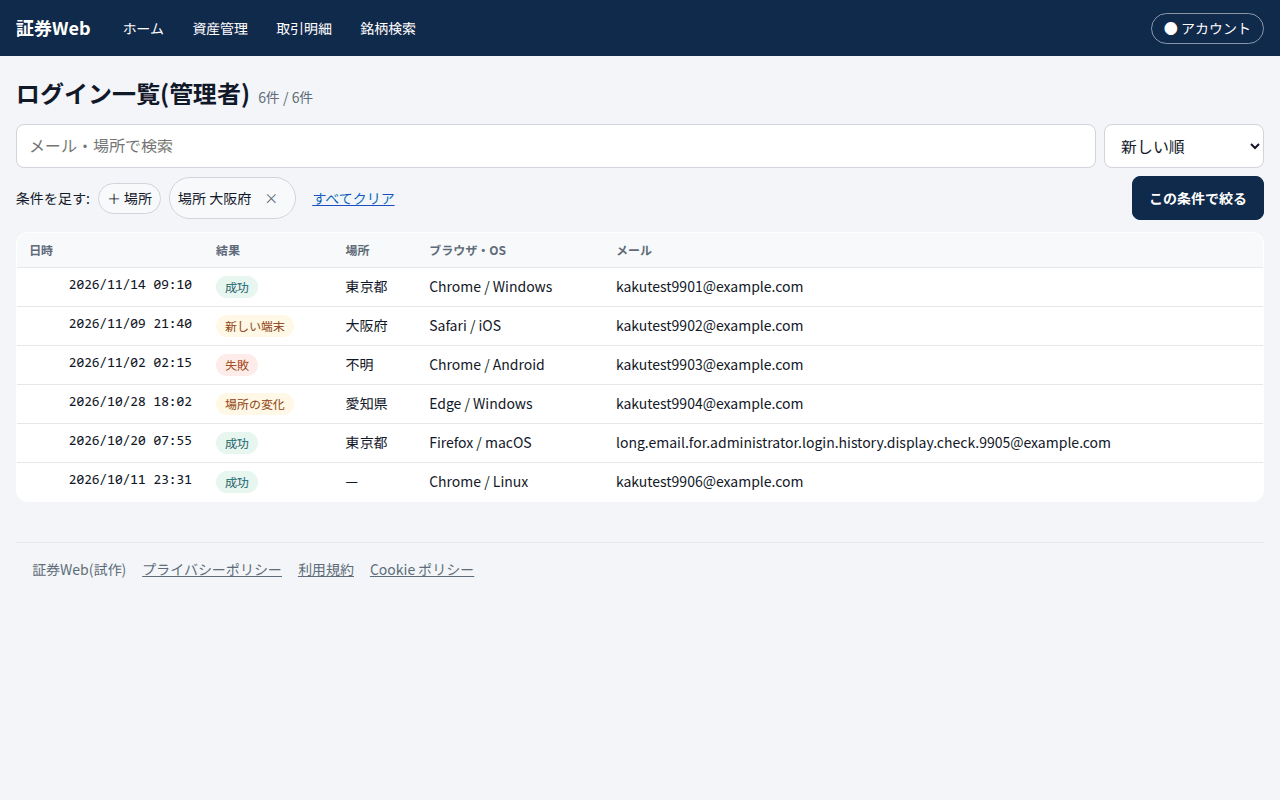 証券Web ホーム 資産管理 取引明細 銘柄検索 アカウント
ログイン一覧(管理者) 6件 / 6件
メール・場所で検索 新しい順
条件を足す: ＋ 場所 場所 大阪府 × すべてクリア この条件で絞る
日時 結果 場所 ブラウザ・OS メール
2026/11/14 09:10 成功 東京都 Chrome / Windows kakutest9901@example.com
2026/11/09 21:40 新しい端末 大阪府 Safari / iOS kakutest9902@example.com
2026/11/02 02:15 失敗 不明 Chrome / Android kakutest9903@example.com
2026/10/28 18:02 場所の変化 愛知県 Edge / Windows kakutest9904@example.com
2026/10/20 07:55 成功 東京都 Firefox / macOS long.email.for.administrator.login.history.display.check.9905@example.com
2026/10/11 23:31 成功 — Chrome / Linux kakutest9906@example.com
証券Web(試作) プライバシーポリシー 利用規約 Cookie ポリシー